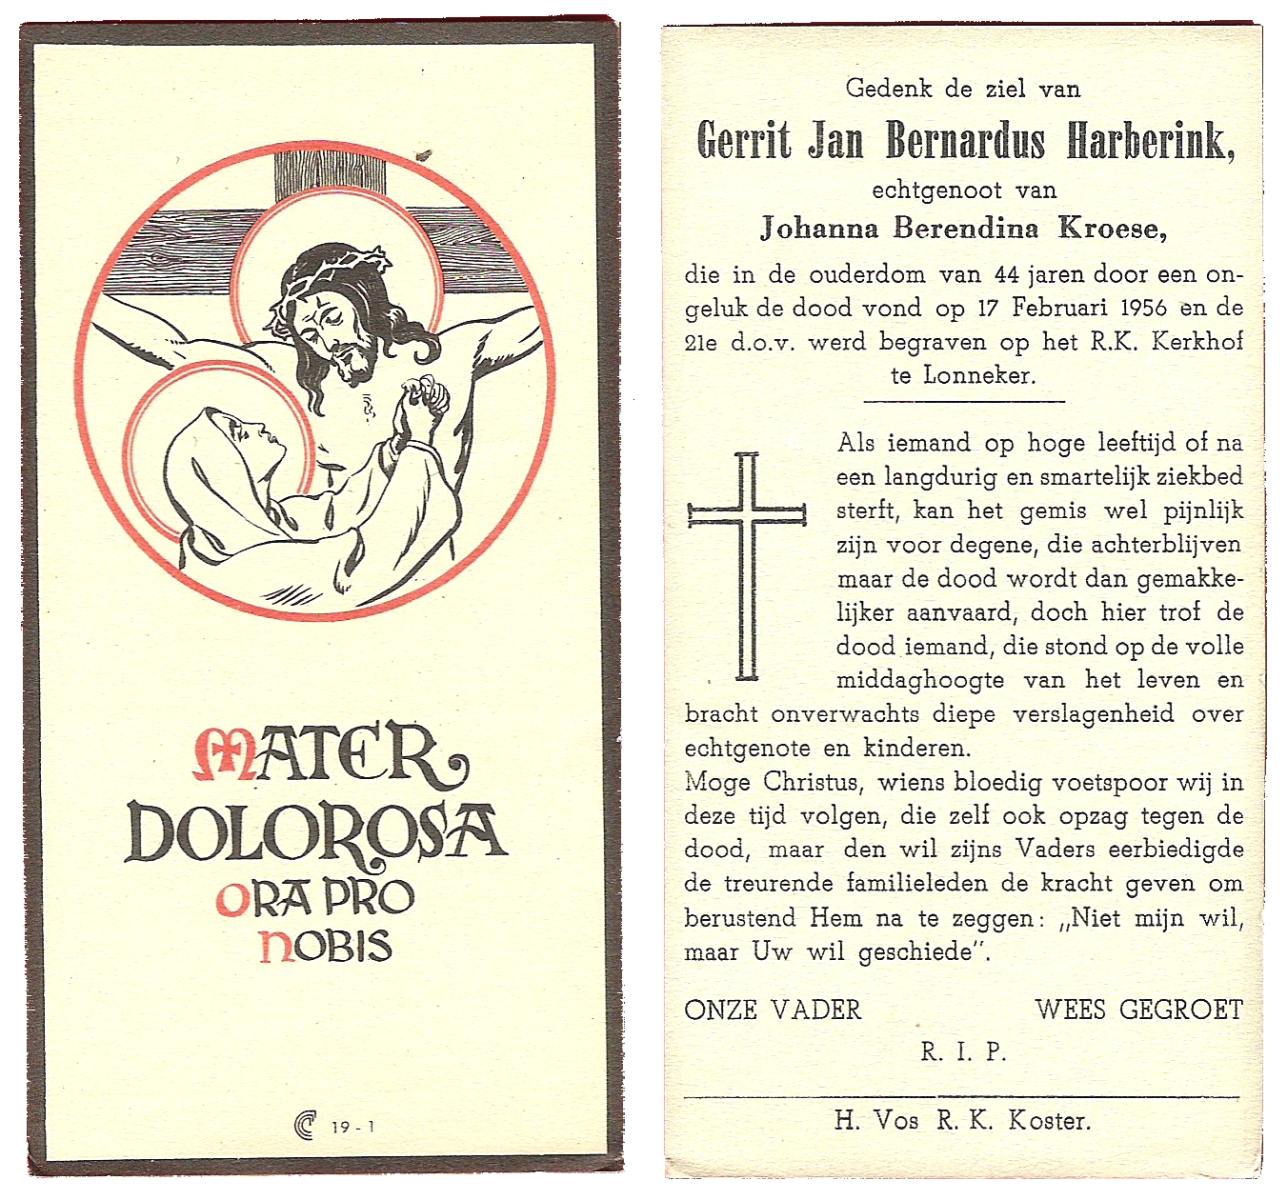 MATER
DOLOROSA
ORA PRO
NOBIS
19-1
Gedenk de ziel van
Gerrit Jan Bernardus Harberink,
echtgenoot van
Johanna Berendina Kroese,
die in de ouderdom van 44 jaren door een on-
geluk de dood vond op 17 Februari 1956 en de
21e d.o.v. werd begraven op het R.K. Kerkhof
te Lonneker.
Als iemand op hoge leeftijd of na
een langdurig en smartelijk ziekbed
sterft, kan het gemis wel pijnlijk
zijn voor degene, die achterblijven
maar de dood wordt dan gemakke-
lijker aanvaard, doch hier trof de
dood iemand, die stond op de volle
middaghoogte van het leven en
bracht onverwachts diepe verslagenheid over
echtgenote en kinderen.
Moge Christus, wiens bloedig voetspoor wij in
deze tijd volgen, die zelf ook opzag tegen de
dood, maar den wil zijns Vaders eerbiedigde
de treurende familieleden de kracht geven om
berustend Hem na te zeggen: „Niet mijn wil,
maar Uw wil geschiede".
ONZE VADER WEES GEGROET
R. I. P.
H. Vos R. K. Koster.